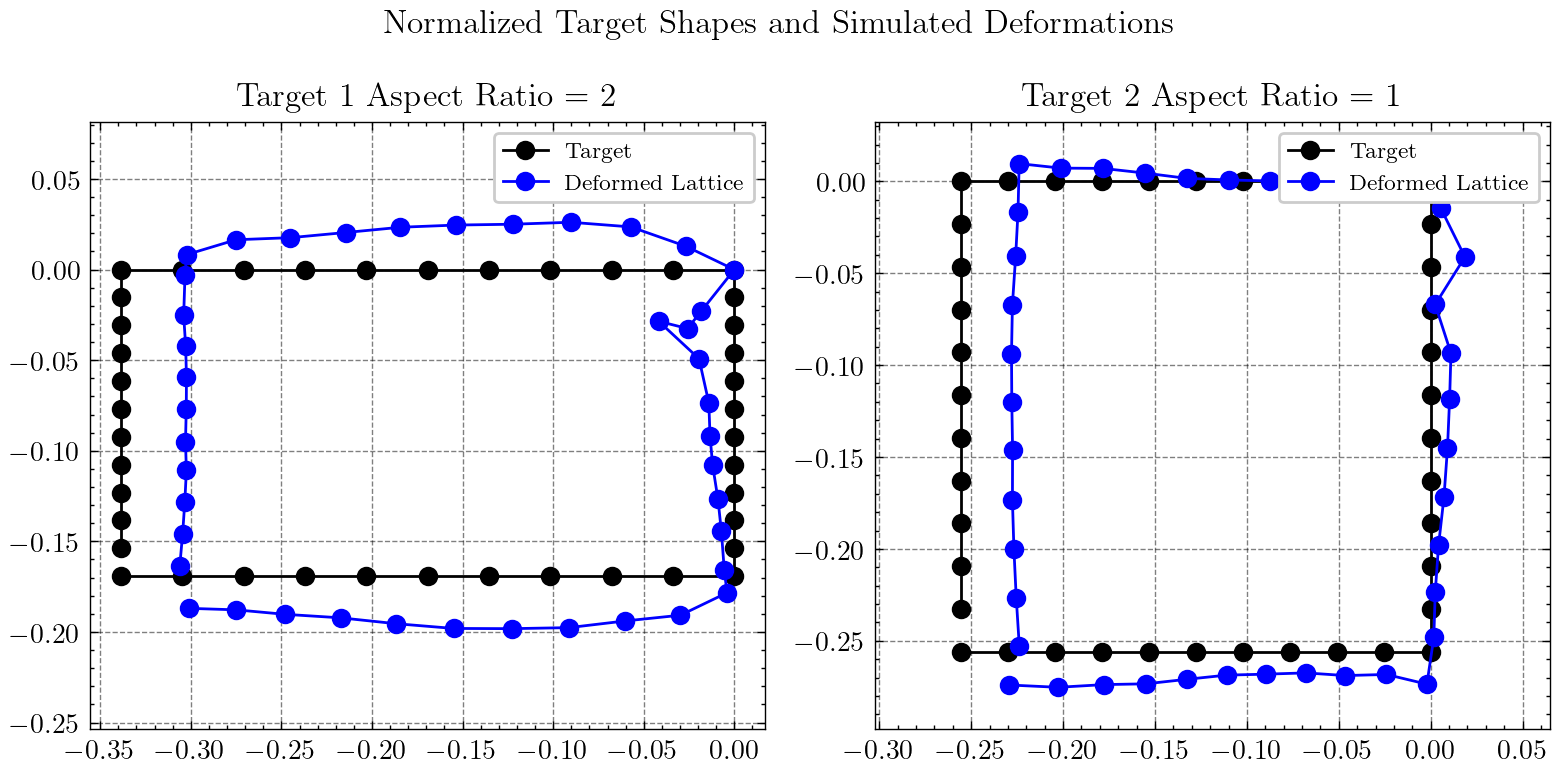 Normalized Target Shapes and Simulated Deformations
Target 1 Aspect Ratio = 2
Target
Deformed Lattice
0.05
0.00
−0.05
−0.10
−0.15
−0.20
−0.25
−0.35 −0.30 −0.25 −0.20 −0.15 −0.10 −0.05 0.00
Target 2 Aspect Ratio = 1
Target
Deformed Lattice
0.00
−0.05
−0.10
−0.15
−0.20
−0.25
−0.30 −0.25 −0.20 −0.15 −0.10 −0.05 0.00 0.05